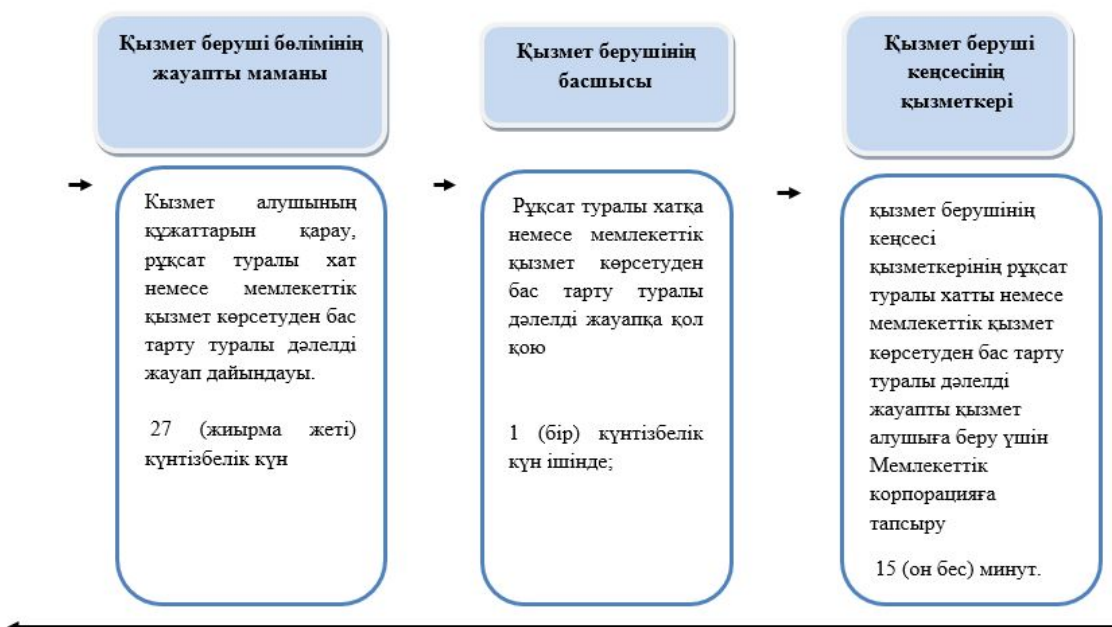 Қызмет беруші бөлімінің
жауапты маманы
Кызмет алушының
құжаттарын қарау,
рұқсат туралы хат
немесе мемлекеттік
қызмет көрсетуден бас
тарту туралы дәлелді
жауап дайындауы.
27 (жиырма жеті)
күнтізбелік күн
Қызмет берушінің
басшысы
Рұқсат туралы хатқа
немесе мемлекеттік
қызмет көрсетуден
бас тарту туралы
дәлелді жауапқа қол
қою
1 (бір) күнтізбелік
күн ішінде;
Қызмет беруші
кеңсесінің
қызметкері
қызмет берушінің
кеңсесі
қызметкерінің рұқсат
туралы хатты немесе
мемлекеттік қызмет
көрсетуден бас тарту
туралы дәлелді
жауапты қызмет
алушыға беру үшін
Мемлекеттік
корпорацияға
тапсыру
15 (он бес) минут.